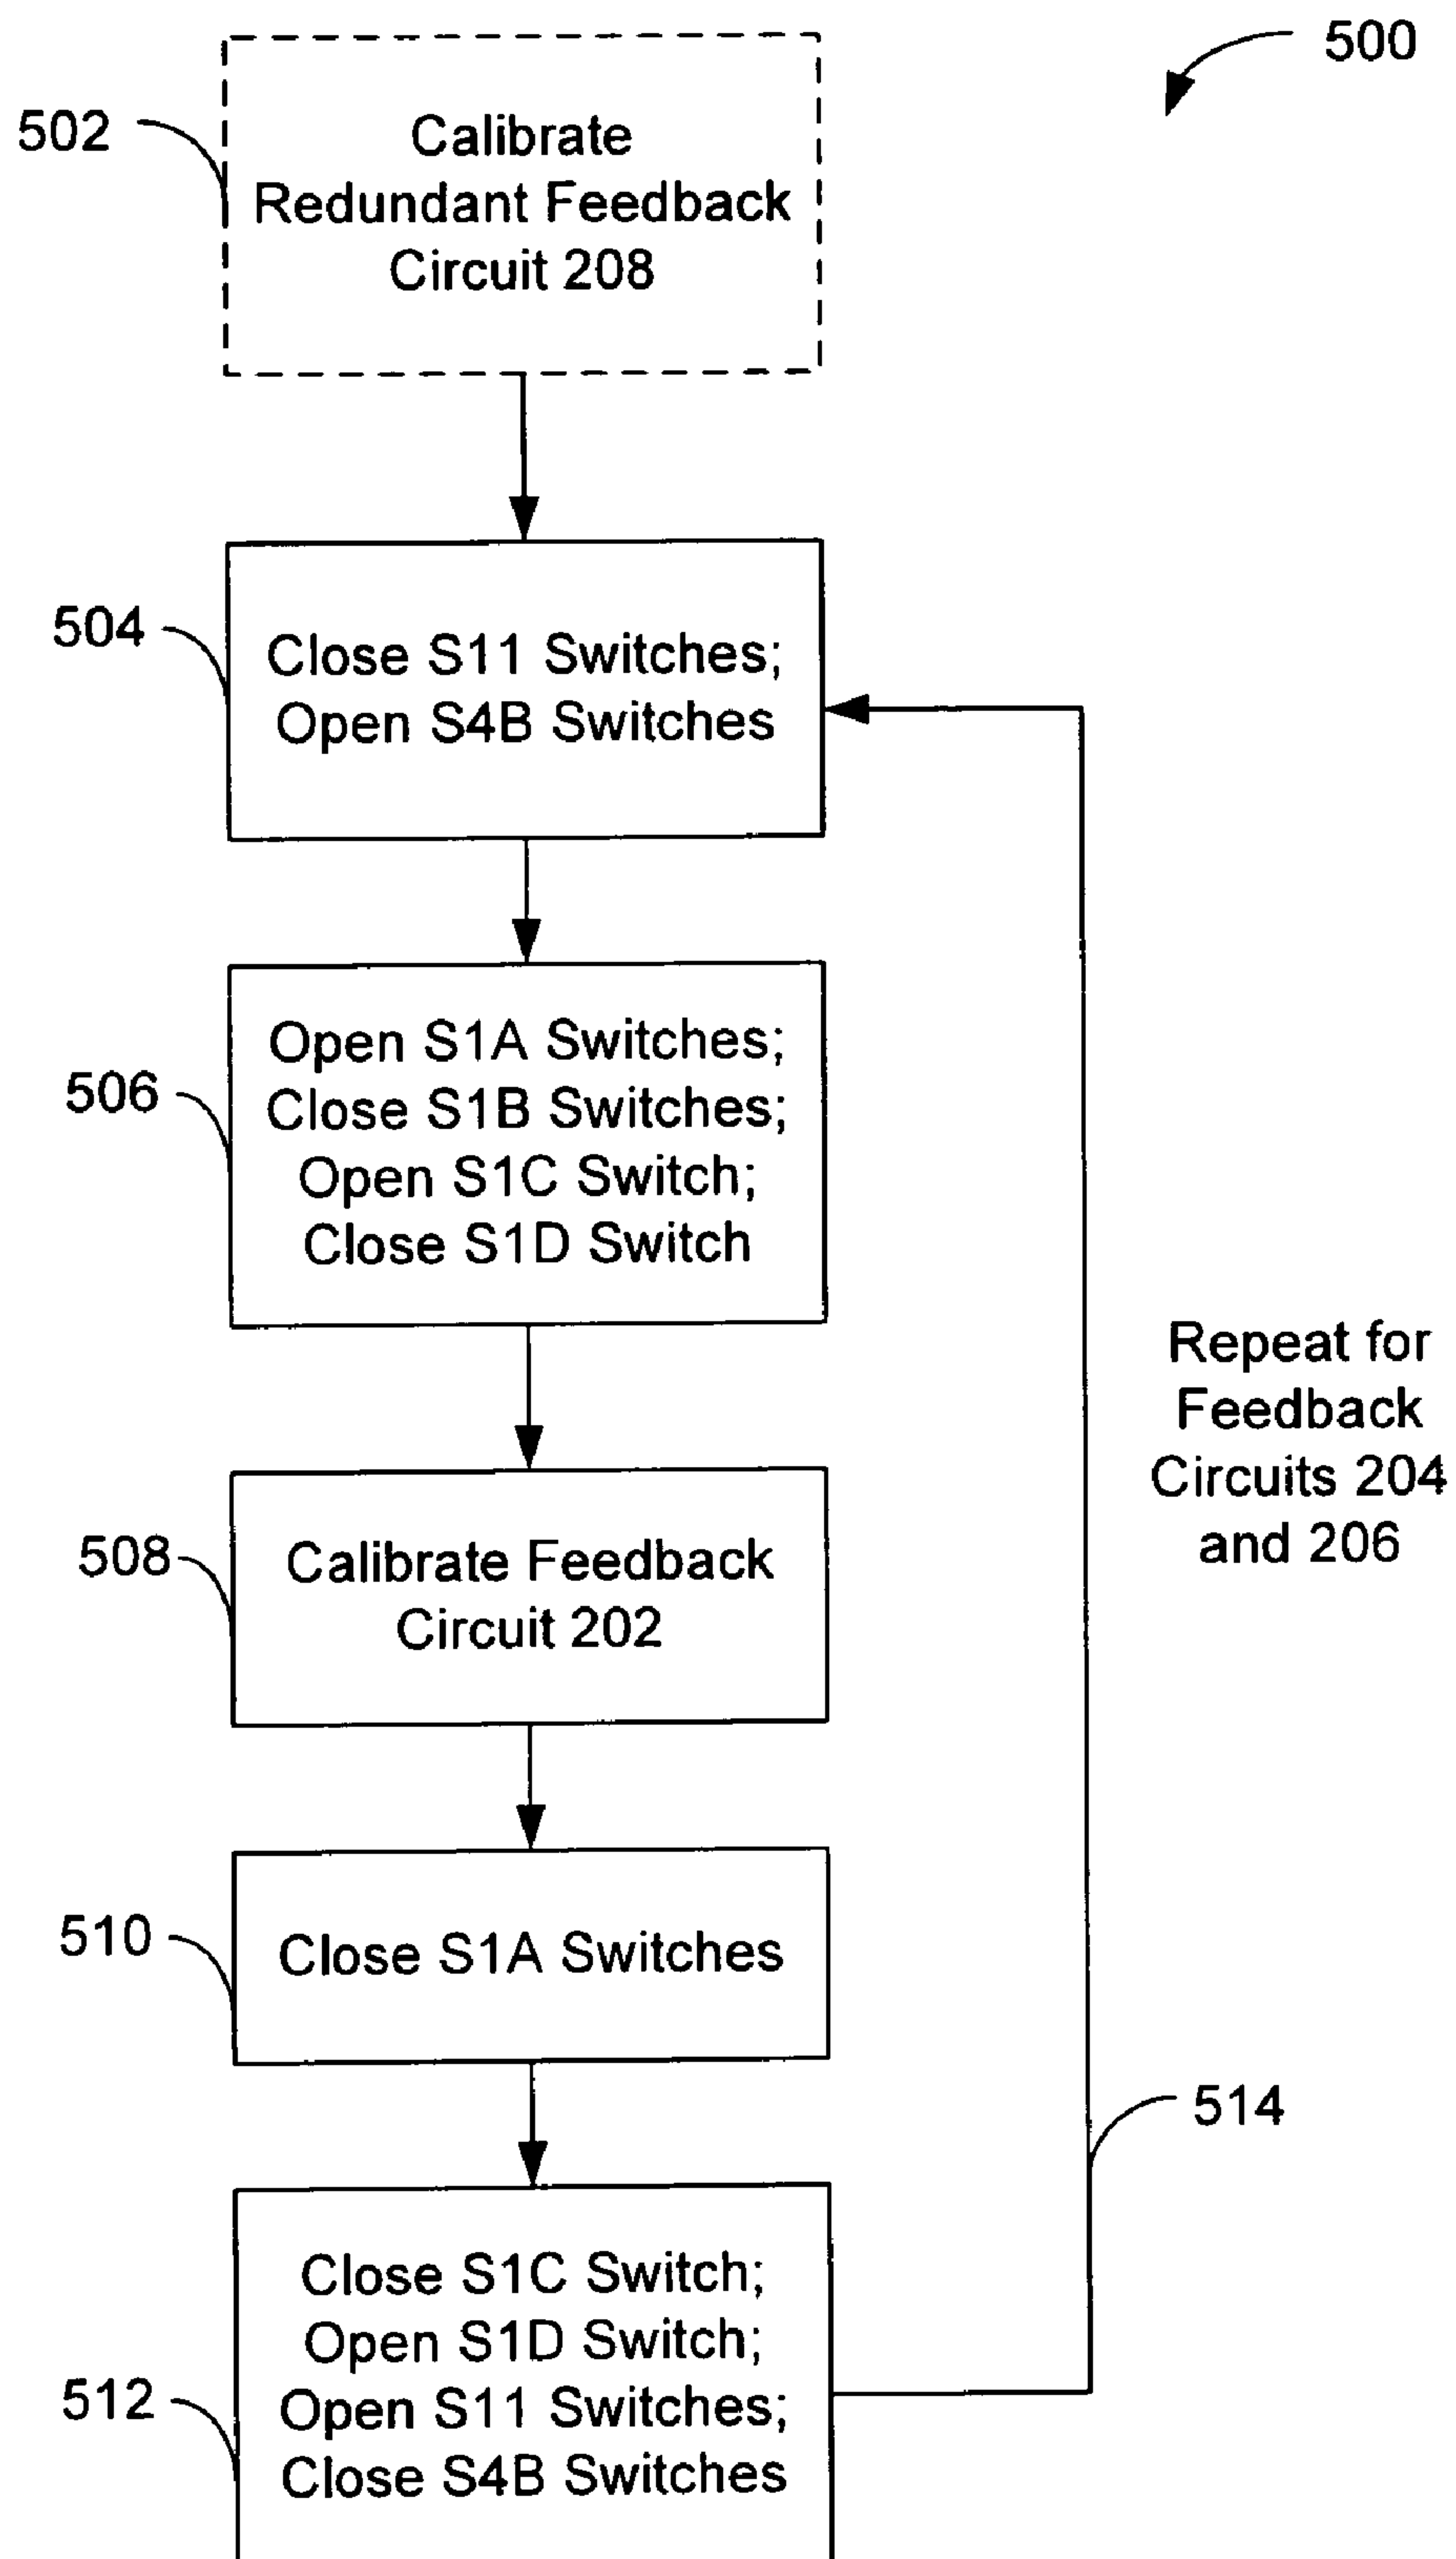 500
502
Calibrate
Redundant Feedback
Circuit 208
504
Close S11 Switches;
Open S4B Switches
506
Open S1A Switches;
Close S1B Switches;
Open S1C Switch;
Close S1D Switch
Repeat for
Feedback
Circuits 204
and 206
508
Calibrate Feedback
Circuit 202
510
Close S1A Switches
514
512
Close S1C Switch;
Open S1D Switch;
Open S11 Switches;
Close S4B Switches